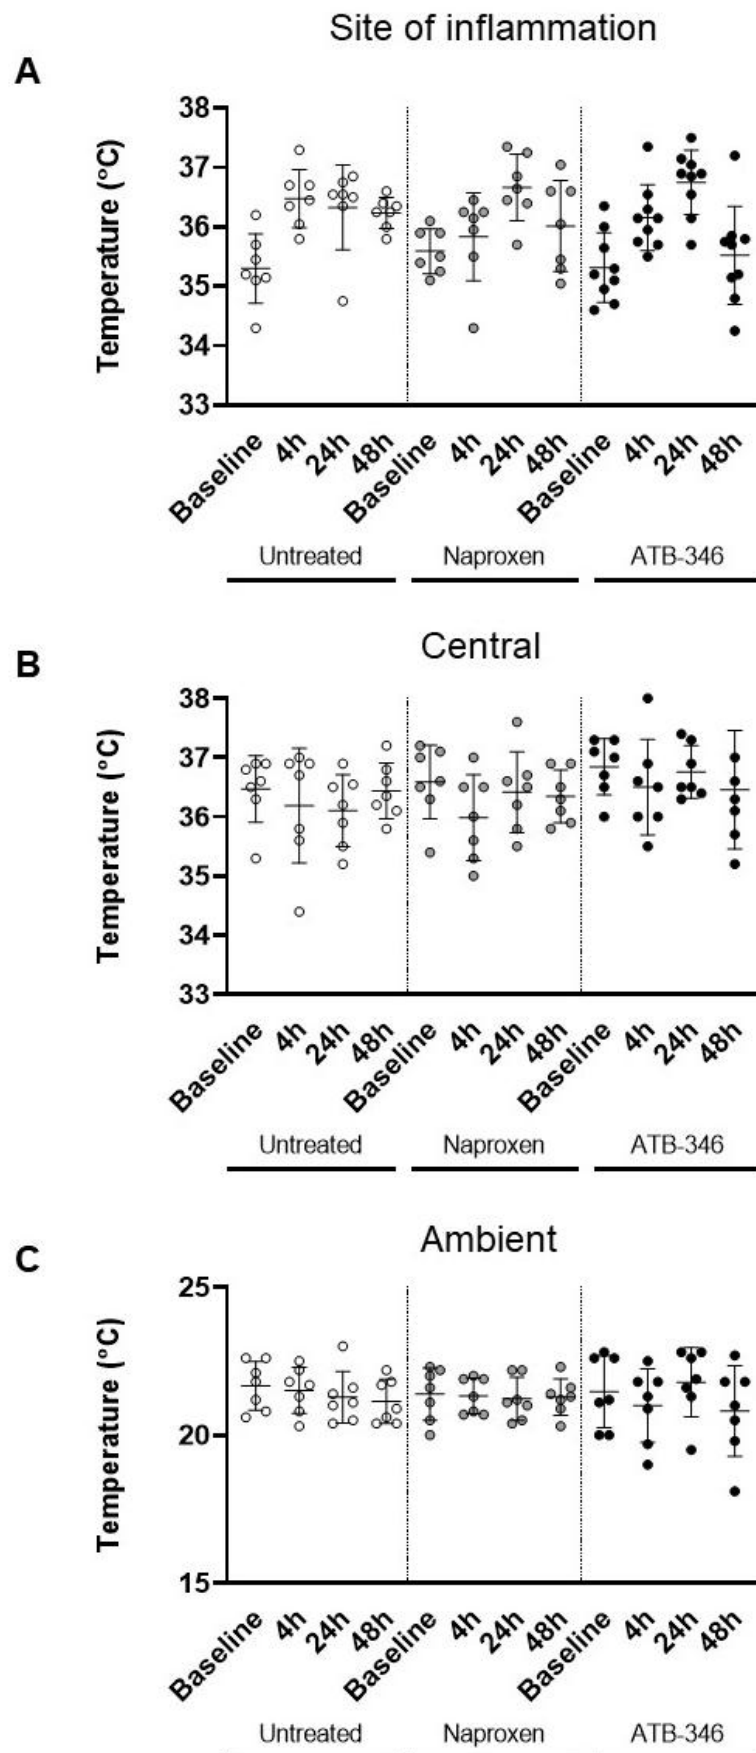 Site of inflammation
A
Temperature (°C)
38
37
36
35
34
33
Baseline 4h 24h 48h Baseline 4h 24h 48h Baseline 4h 24h 48h
Untreated Naproxen ATB-346
Central
B
Temperature (°C)
38
37
36
35
34
33
Baseline 4h 24h 48h Baseline 4h 24h 48h Baseline 4h 24h 48h
Untreated Naproxen ATB-346
Ambient
C
Temperature (°C)
25
20
15
Baseline 4h 24h 48h Baseline 4h 24h 48h Baseline 4h 24h 48h
Untreated Naproxen ATB-346